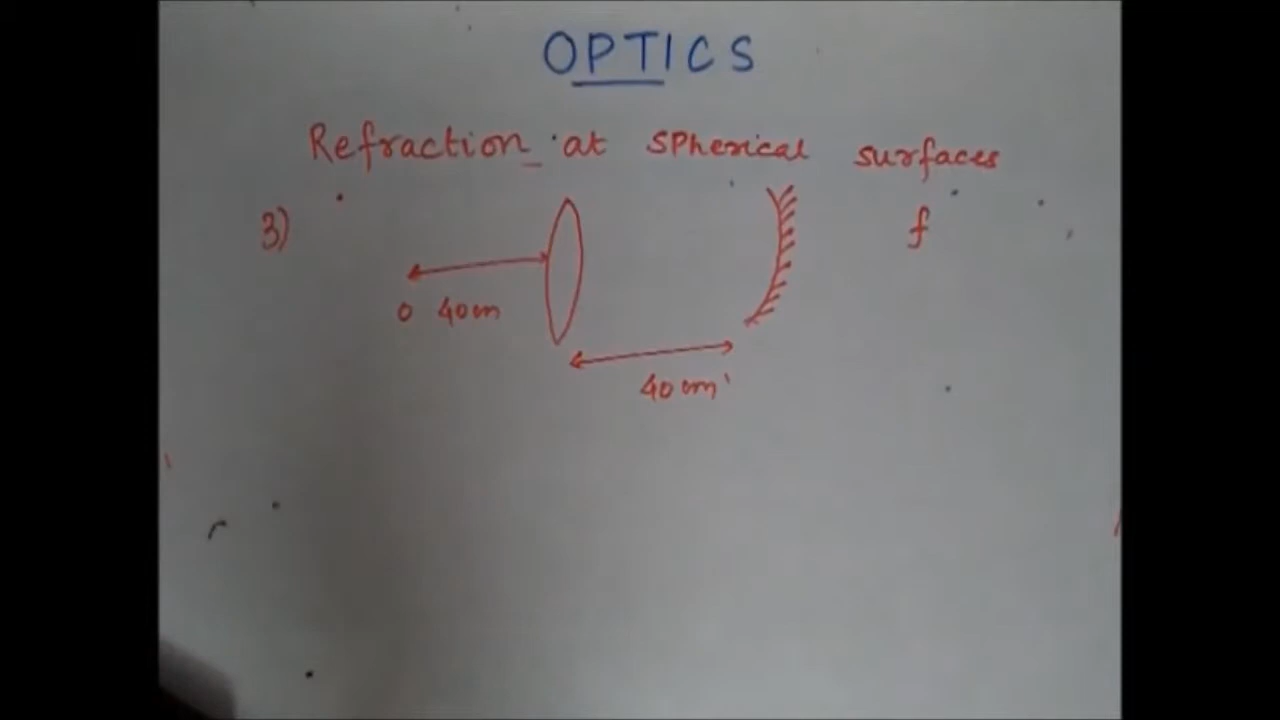 OPTICS
Refraction at spherical surfaces
3) f
o 40cm
40cm